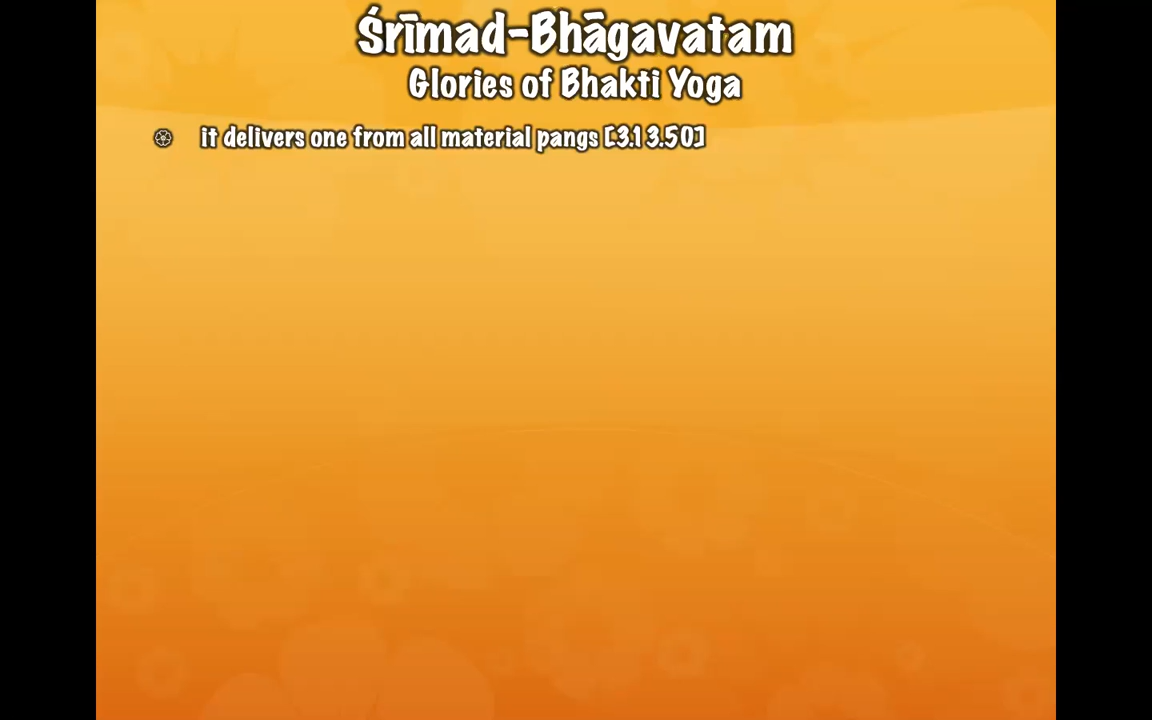 Śrīmad-Bhāgavatam
Glories of Bhakti Yoga
it delivers one from all material pangs [3.13.50]